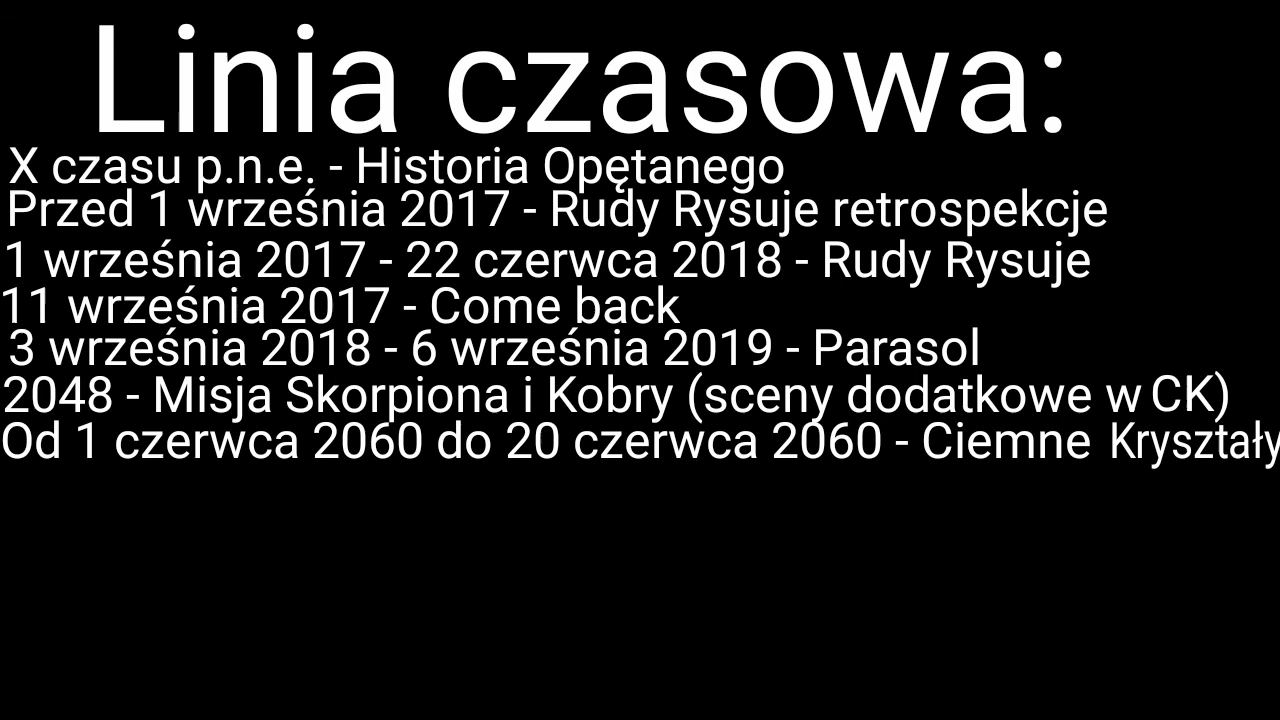 Linia czasowa:
X czasu p.n.e. - Historia Opętanego
Przed 1 września 2017 - Rudy Rysuje retrospekcje
1 września 2017 - 22 czerwca 2018 - Rudy Rysuje
11 września 2017 - Come back
3 września 2018 - 6 września 2019 - Parasol
2048 - Misja Skorpiona i Kobry (sceny dodatkowe w CK)
Od 1 czerwca 2060 do 20 czerwca 2060 - Ciemne Kryształy